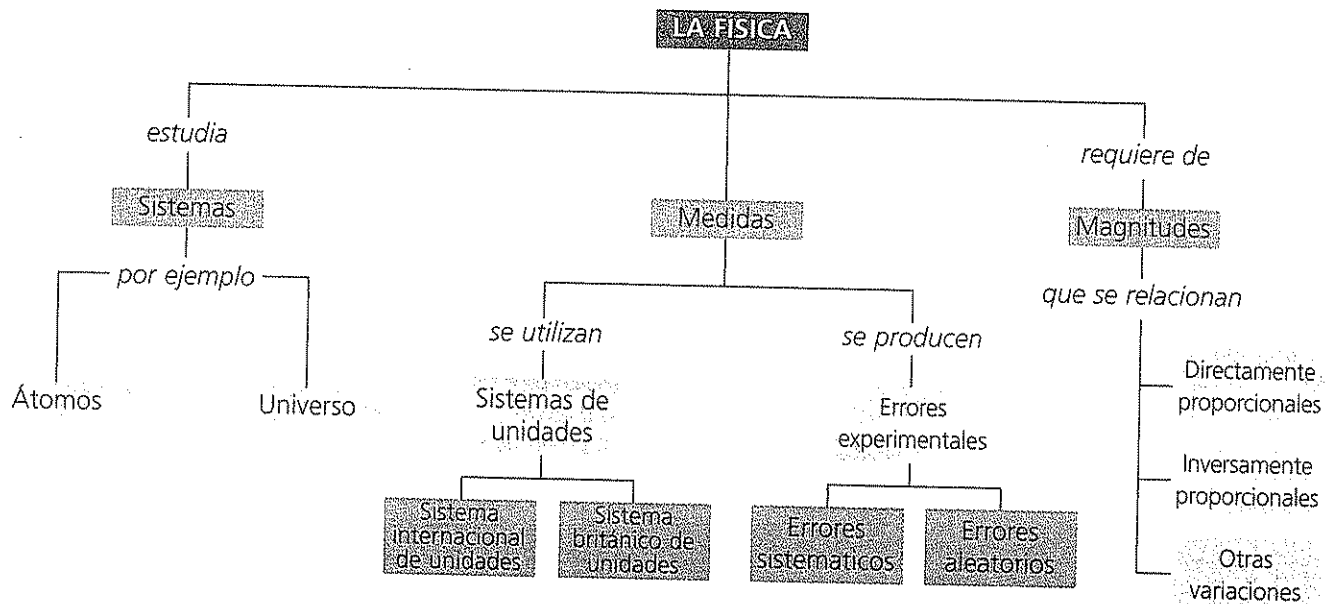 LA FÍSICA
estudia
requiere de
Sistemas
Medidas
Magnitudes
por ejemplo
que se relacionan
Átomos
Universo
se utilizan
se producen
Sistemas de
unidades
Errores
experimentales
Directamente
proporcionales
Inversamente
proporcionales
Otras
variaciones
Sistema
internacional
de unidades
Sistema
británico de
unidades
Errores
sistemáticos
Errores
aleatorios